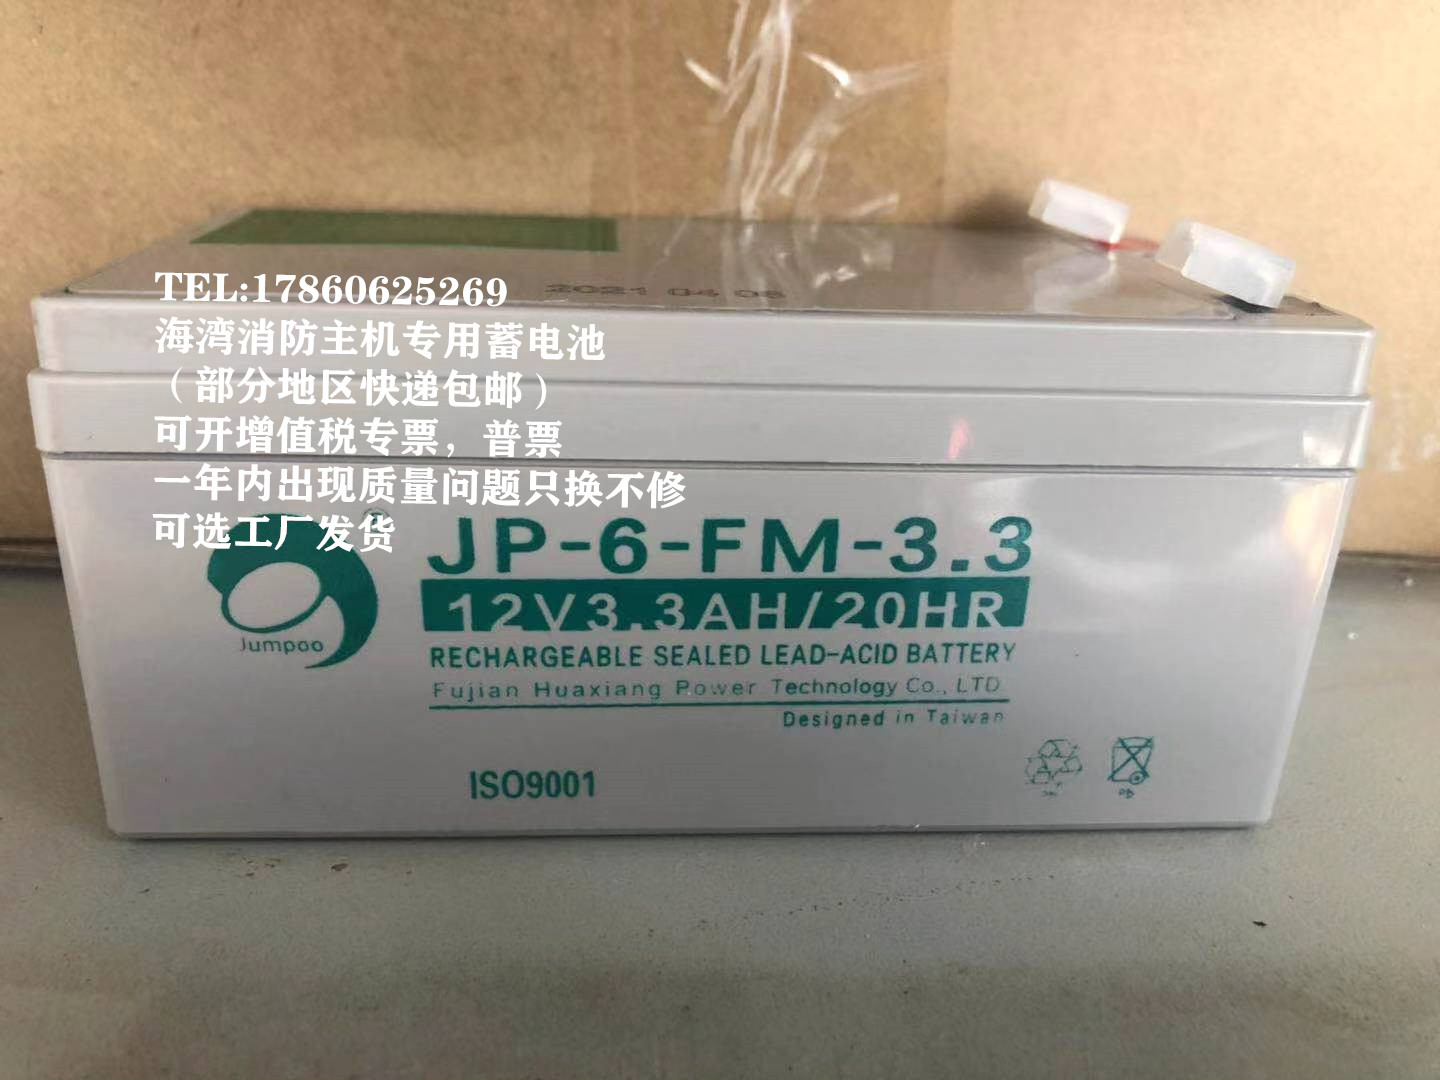 2021 04 08
TEL:17860625269
海湾消防主机专用蓄电池
（部分地区快递包邮）
可开增值税专票，普票
一年内出现质量问题只换不修
可选工厂发货
®
Jumpoo
JP-6-FM-3.3
12V3.3AH/20HR
RECHARGEABLE SEALED LEAD-ACID BATTERY
Fujian Huaxiang Power Technology Co., LTD
Designed in Taiwan
ISO9001